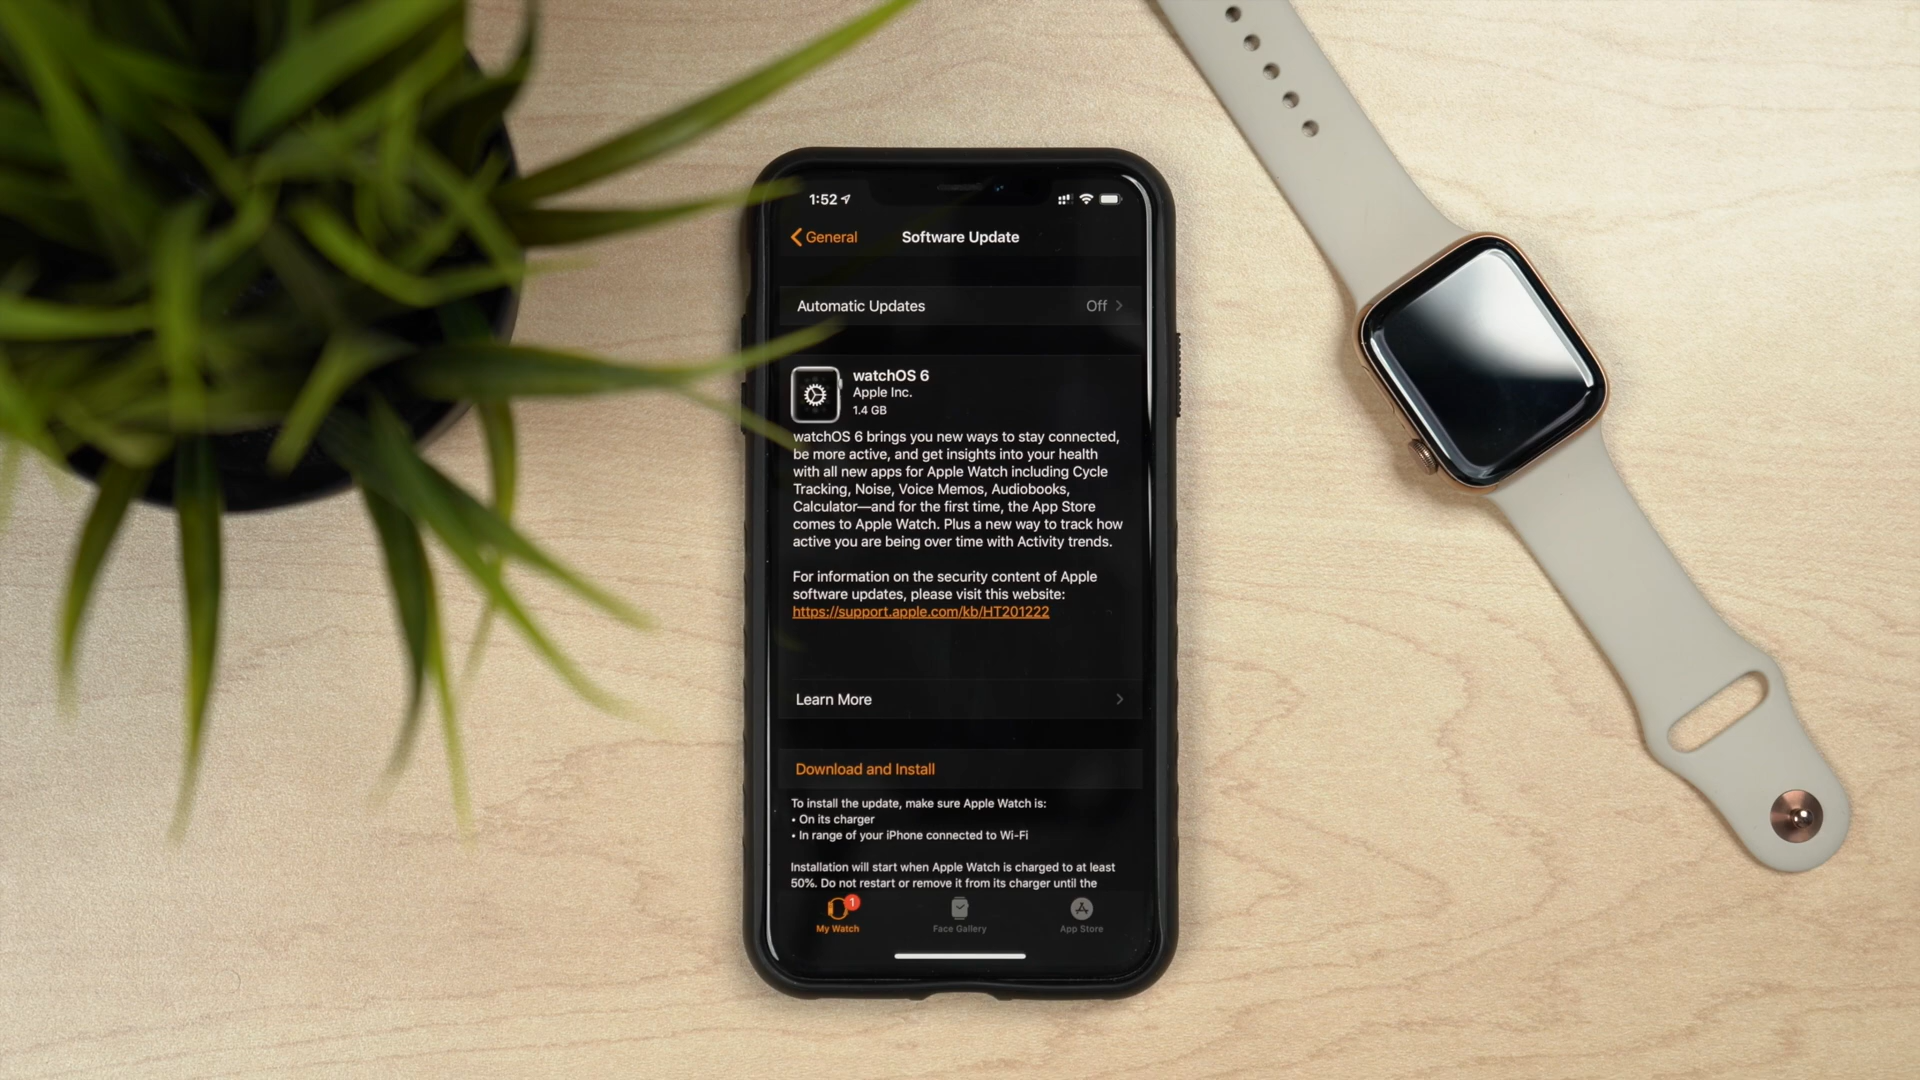 1:52
General
Software Update
Automatic Updates
Off
watchOS 6
Apple Inc.
1.4 GB
watchOS 6 brings you new ways to stay connected,
be more active, and get insights into your health
with all new apps for Apple Watch including Cycle
Tracking, Noise, Voice Memos, Audiobooks,
Calculator—and for the first time, the App Store
comes to Apple Watch. Plus a new way to track how
active you are being over time with Activity trends.
For information on the security content of Apple
software updates, please visit this website:
https://support.apple.com/kb/HT201222
Learn More
Download and Install
To install the update, make sure Apple Watch is:
• On its charger
• In range of your iPhone connected to Wi-Fi
Installation will start when Apple Watch is charged to at least
50%. Do not restart or remove it from its charger until the
1
My Watch
Face Gallery
App Store